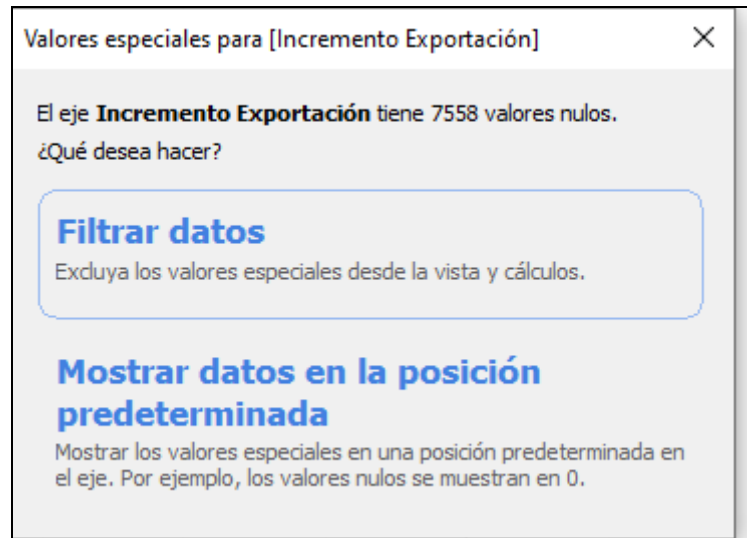 Valores especiales para [Incremento Exportación]
El eje Incremento Exportación tiene 7558 valores nulos.
¿Qué desea hacer?
Filtrar datos
Excluya los valores especiales desde la vista y cálculos.
Mostrar datos en la posición
predeterminada
Mostrar los valores especiales en una posición predeterminada en
el eje. Por ejemplo, los valores nulos se muestran en 0.